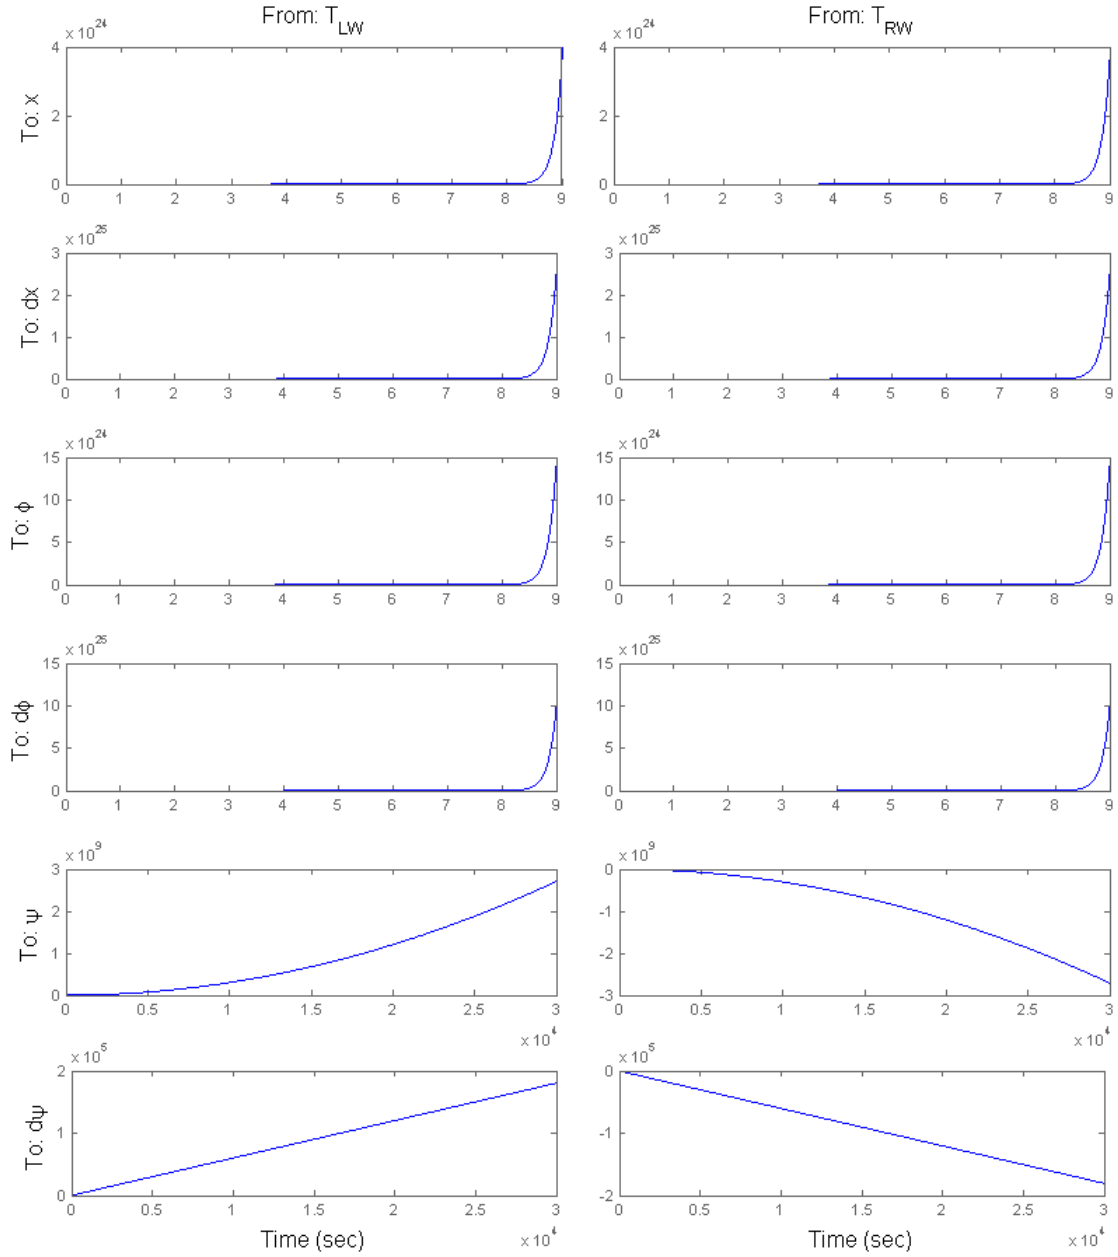 From: T_LW From: T_RW
× 10^24 × 10^24
4 4
2 2
0 0
To: x
0 1 2 3 4 5 6 7 8 9 0 1 2 3 4 5 6 7 8 9
× 10^25 × 10^25
3 3
2 2
1 1
0 0
To: dx
0 1 2 3 4 5 6 7 8 9 0 1 2 3 4 5 6 7 8 9
× 10^24 × 10^24
15 15
10 10
5 5
0 0
To: ϕ
0 1 2 3 4 5 6 7 8 9 0 1 2 3 4 5 6 7 8 9
× 10^25 × 10^25
15 15
10 10
5 5
0 0
To: dϕ
0 1 2 3 4 5 6 7 8 9 0 1 2 3 4 5 6 7 8 9
× 10^9 × 10^9
3 0
2 -1
1 -2
0 -3
To: ψ
0 0.5 1 1.5 2 2.5 3 0 0.5 1 1.5 2 2.5 3
× 10^4 × 10^4
× 10^5 × 10^5
2 0
1 -1
0 -2
To: dψ
0 0.5 1 1.5 2 2.5 3 0 0.5 1 1.5 2 2.5 3
Time (sec) × 10^4 Time (sec) × 10^4